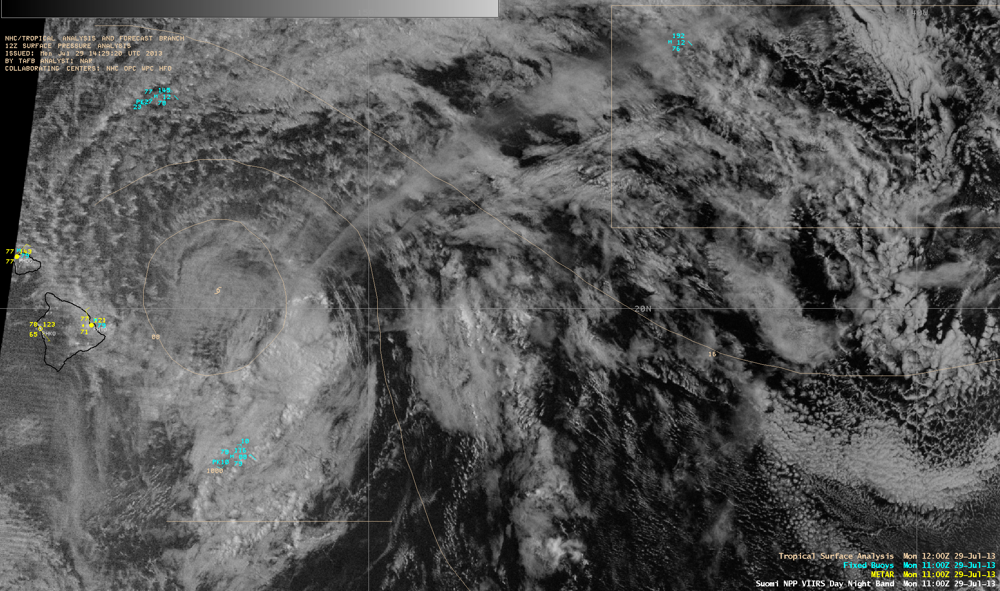 140W
NHC/TROPICAL ANALYSIS AND FORECAST BRANCH
12Z SURFACE PRESSURE ANALYSIS
ISSUED: Mon Jul 29 14:29:20 UTC 2013
BY TAFB ANALYST: NAR
COLLABORATING CENTERS: NHC OPC WPC HFO
192
M 12
76
77 145
M 12
PK27 78
23
77 M 143
79
77 PHOG
20N
77 121
78 123 79
PHTO
65 PHKO 71
08
16
10
78 116
M 08
PK10 79
1000
Tropical Surface Analysis Mon 12:00Z 29-Jul-13
Fixed Buoys Mon 11:00Z 29-Jul-13
METAR Mon 11:00Z 29-Jul-13
Suomi NPP VIIRS Day Night Band Mon 11:00Z 29-Jul-13